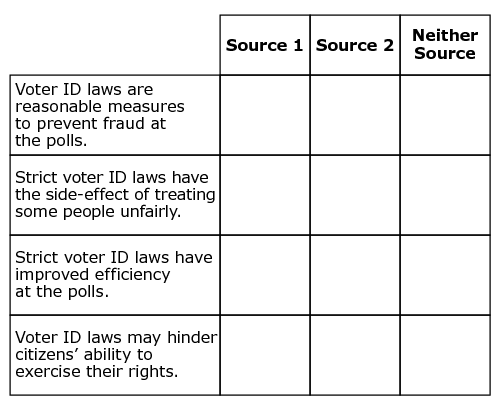 Source 1 Source 2 Neither
Source
Voter ID laws are
reasonable measures
to prevent fraud at
the polls.
Strict voter ID laws have
the side-effect of treating
some people unfairly.
Strict voter ID laws have
improved efficiency
at the polls.
Voter ID laws may hinder
citizens’ ability to
exercise their rights.